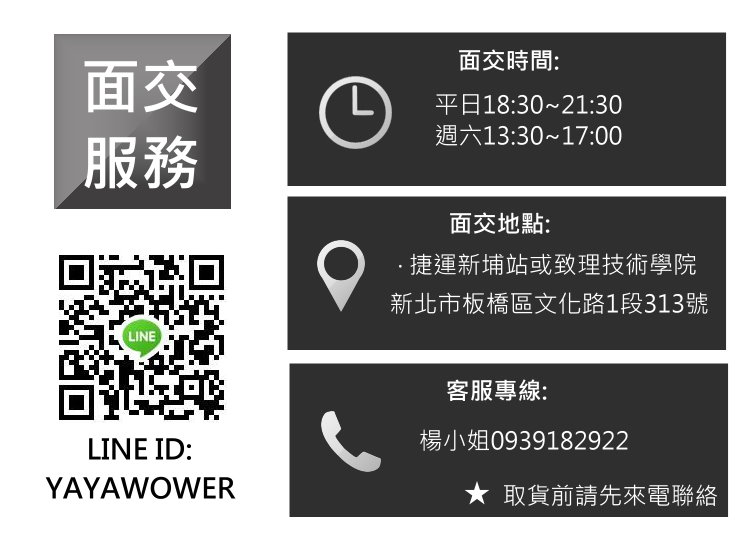 面交
服務
LINE
LINE ID:
YAYAWOWER
面交時間:
平日18:30~21:30
週六13:30~17:00
面交地點:
·捷運新埔站或致理技術學院
新北市板橋區文化路1段313號
客服專線:
楊小姐0939182922
★ 取貨前請先來電聯絡